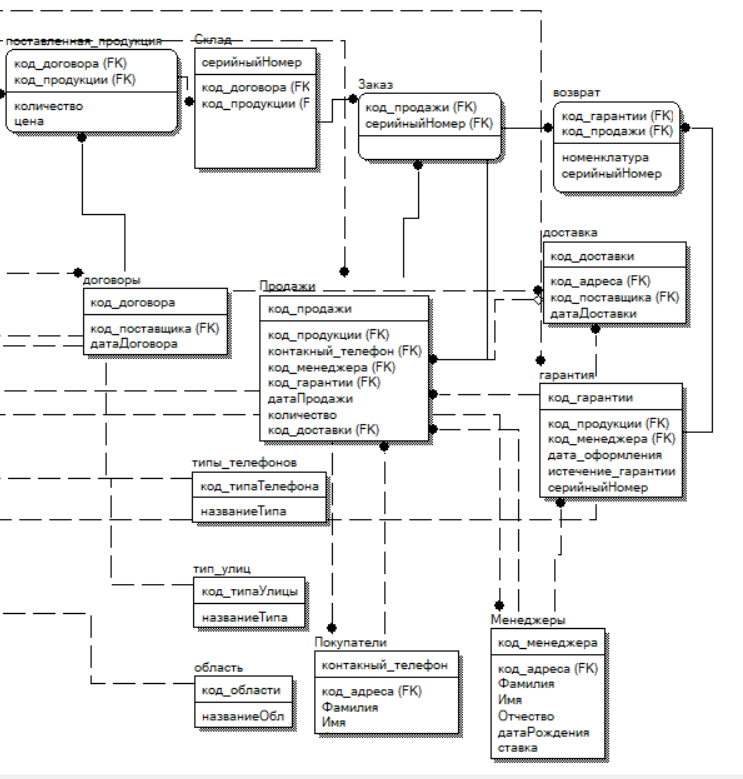 поставленная_продукция
код_договора (FK)
код_продукции (FK)
количество
цена
Склад
серийныйНомер
код_договора (FK
код_продукции (F
Заказ
код_продажи (FK)
серийныйНомер (FK)
возврат
код_гарантии (FK)
код_продажи (FK)
номенклатура
серийныйНомер
доставка
код_доставки
код_адреса (FK)
код_поставщика (FK)
датаДоставки
договоры
код_договора
код_поставщика (FK)
датаДоговора
Продажи
код_продажи
код_продукции (FK)
контакный_телефон (FK)
код_менеджера (FK)
код_гарантии (FK)
датаПродажи
количество
код_доставки (FK)
гарантия
код_гарантии
код_продукции (FK)
код_менеджера (FK)
дата_оформления
истечение_гарантии
серийныйНомер
типы_телефонов
код_типаТелефона
названиеТипа
тип_улиц
код_типаУлицы
названиеТипа
область
код_области
названиеОбл
Покупатели
контакный_телефон
код_адреса (FK)
Фамилия
Имя
Менеджеры
код_менеджера
код_адреса (FK)
Фамилия
Имя
Отчество
датаРождения
ставка